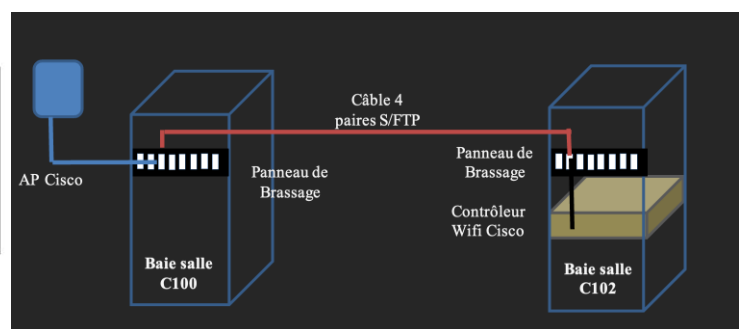 Câble 4
paires S/FTP
AP Cisco
Panneau de
Brassage
Panneau de
Brassage
Contrôleur
Wifi Cisco
Baie salle
C100
Baie salle
C102